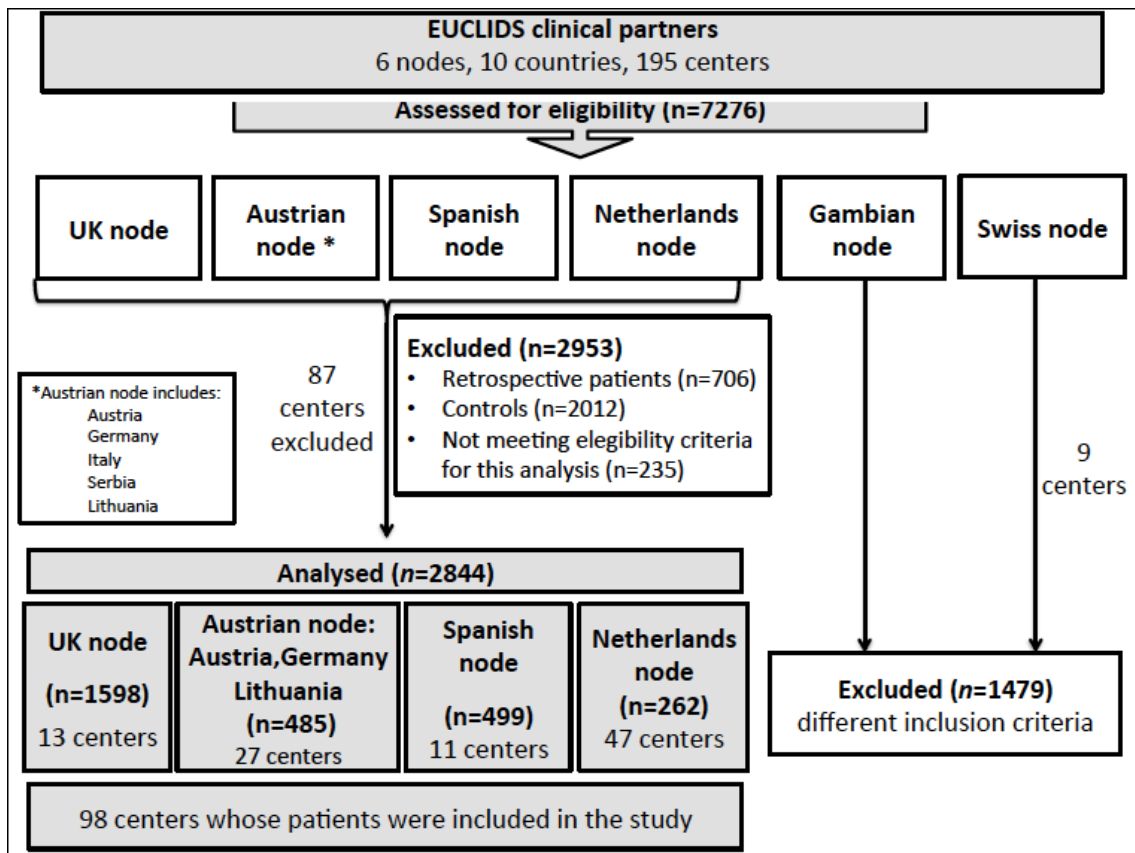 EUCLIDS clinical partners
6 nodes, 10 countries, 195 centers
Assessed for eligibility (n=7276)
UK node
Austrian
node *
Spanish
node
Netherlands
node
Gambian
node
Swiss node
*Austrian node includes:
Austria
Germany
Italy
Serbia
Lithuania
87
centers
excluded
Excluded (n=2953)
• Retrospective patients (n=706)
• Controls (n=2012)
• Not meeting elegibility criteria
for this analysis (n=235)
9
centers
Analysed (n=2844)
UK node
(n=1598)
13 centers
Austrian node:
Austria,Germany
Lithuania
(n=485)
27 centers
Spanish
node
(n=499)
11 centers
Netherlands
node
(n=262)
47 centers
Excluded (n=1479)
different inclusion criteria
98 centers whose patients were included in the study